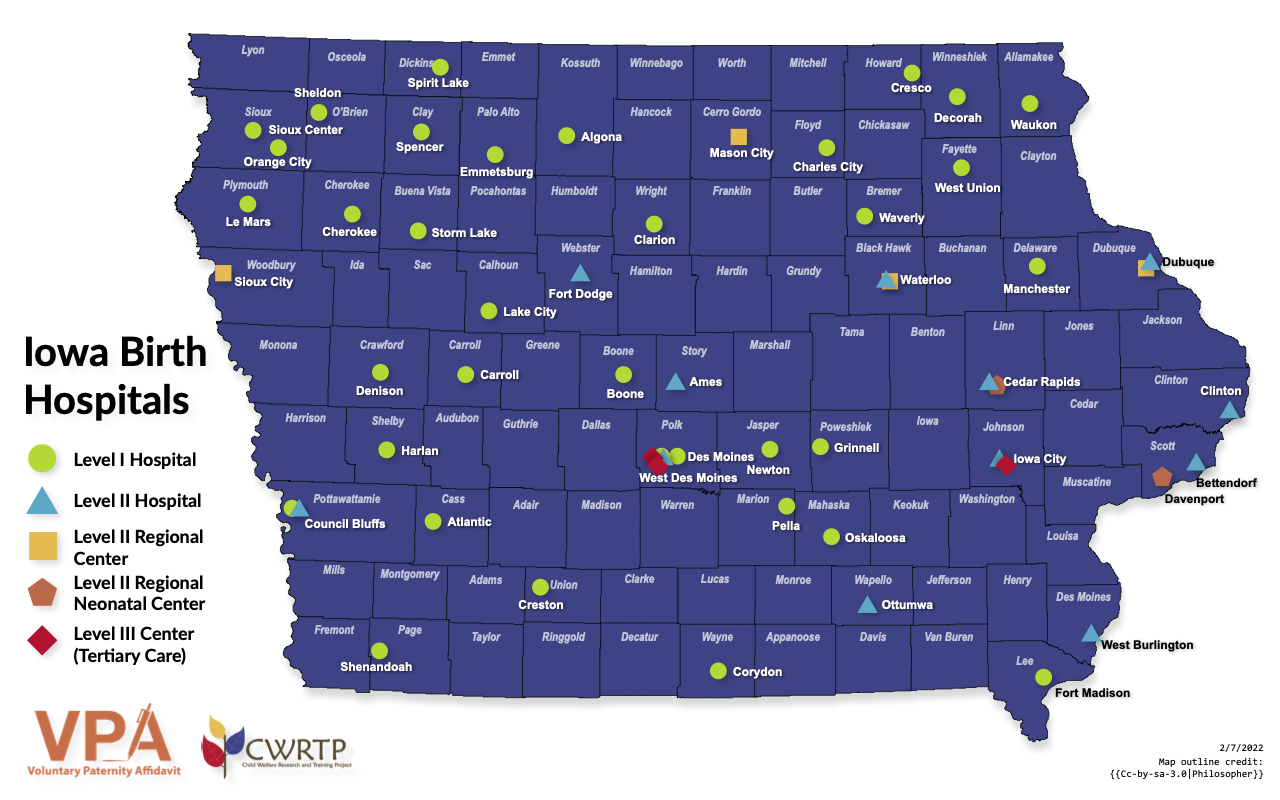 Lyon
Osceola
Dickins
Emmet
Kossuth
Winnebago
Worth
Mitchell
Howard
Winneshiek
Allamakee
Spirit Lake
Cresco
Sheldon
Sioux
O'Brien
Clay
Palo Alto
Hancock
Cerro Gordo
Floyd
Chickasaw
Decorah
Waukon
Sioux Center
Spencer
Algona
Mason City
Charles City
Fayette
Clayton
Orange City
Emmetsburg
West Union
Plymouth
Cherokee
Buena Vista
Pocahontas
Humboldt
Wright
Franklin
Butler
Bremer
Le Mars
Cherokee
Storm Lake
Clarion
Waverly
Webster
Black Hawk
Buchanan
Delaware
Dubuque
Woodbury
Ida
Sac
Calhoun
Hamilton
Hardin
Grundy
Dubuque
Sioux City
Fort Dodge
Waterloo
Manchester
Lake City
Tama
Benton
Linn
Jones
Jackson
Iowa Birth
Hospitals
Monona
Crawford
Carroll
Greene
Boone
Story
Marshall
Denison
Carroll
Boone
Ames
Cedar Rapids
Clinton
Clinton
Harrison
Shelby
Audubon
Guthrie
Dallas
Polk
Jasper
Poweshiek
Iowa
Johnson
Cedar
Scott
Harlan
Des Moines
West Des Moines
Newton
Grinnell
Iowa City
Muscatine
Bettendorf
Davenport
Level I Hospital
Level II Hospital
Level II Regional
Center
Level II Regional
Neonatal Center
Level III Center
(Tertiary Care)
Pottawattamie
Cass
Adair
Madison
Warren
Marion
Mahaska
Keokuk
Washington
Louisa
Council Bluffs
Atlantic
Pella
Oskaloosa
Mills
Montgomery
Adams
Union
Clarke
Lucas
Monroe
Wapello
Jefferson
Henry
Des Moines
Creston
Ottumwa
Fremont
Page
Taylor
Ringgold
Decatur
Wayne
Appanoose
Davis
Van Buren
West Burlington
Shenandoah
Corydon
Lee
Fort Madison
VPA
Voluntary Paternity Affidavit
CWRTP
Child Welfare Research and Training Project
2/7/2022
Map outline credit:
{{Cc-by-sa-3.0|Philosopher}}